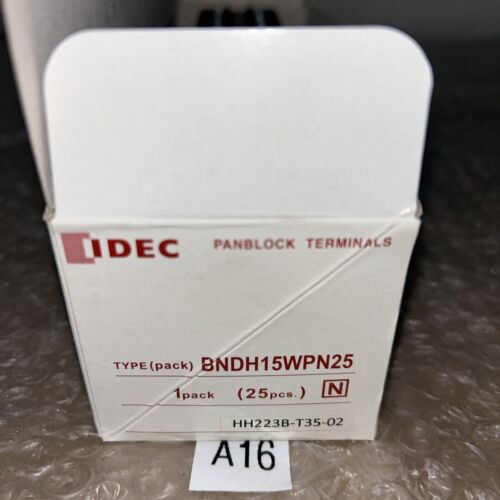 IDEC PANBLOCK TERMINALS
TYPE(pack) BNDH15WPN25
1pack (25pcs.) N
HH223B-T35-02
A16